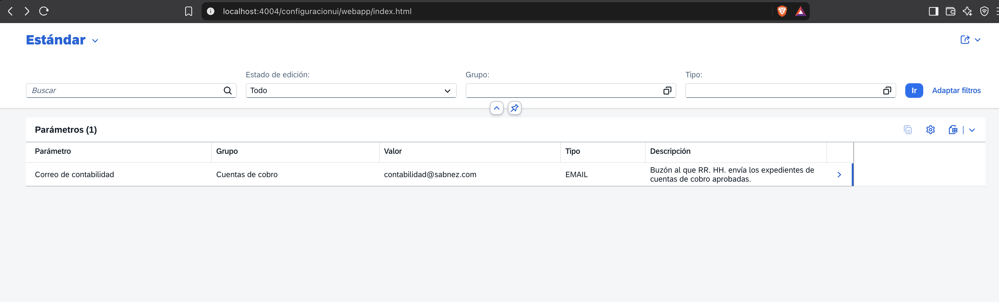 localhost:4004/configuracionui/webapp/index.html
Estándar
Estado de edición:
Grupo:
Tipo:
Buscar
Todo
Ir
Adaptar filtros
Parámetros (1)
Parámetro
Grupo
Valor
Tipo
Descripción
Correo de contabilidad
Cuentas de cobro
contabilidad@sabnez.com
EMAIL
Buzón al que RR. HH. envía los expedientes de
cuentas de cobro aprobadas.